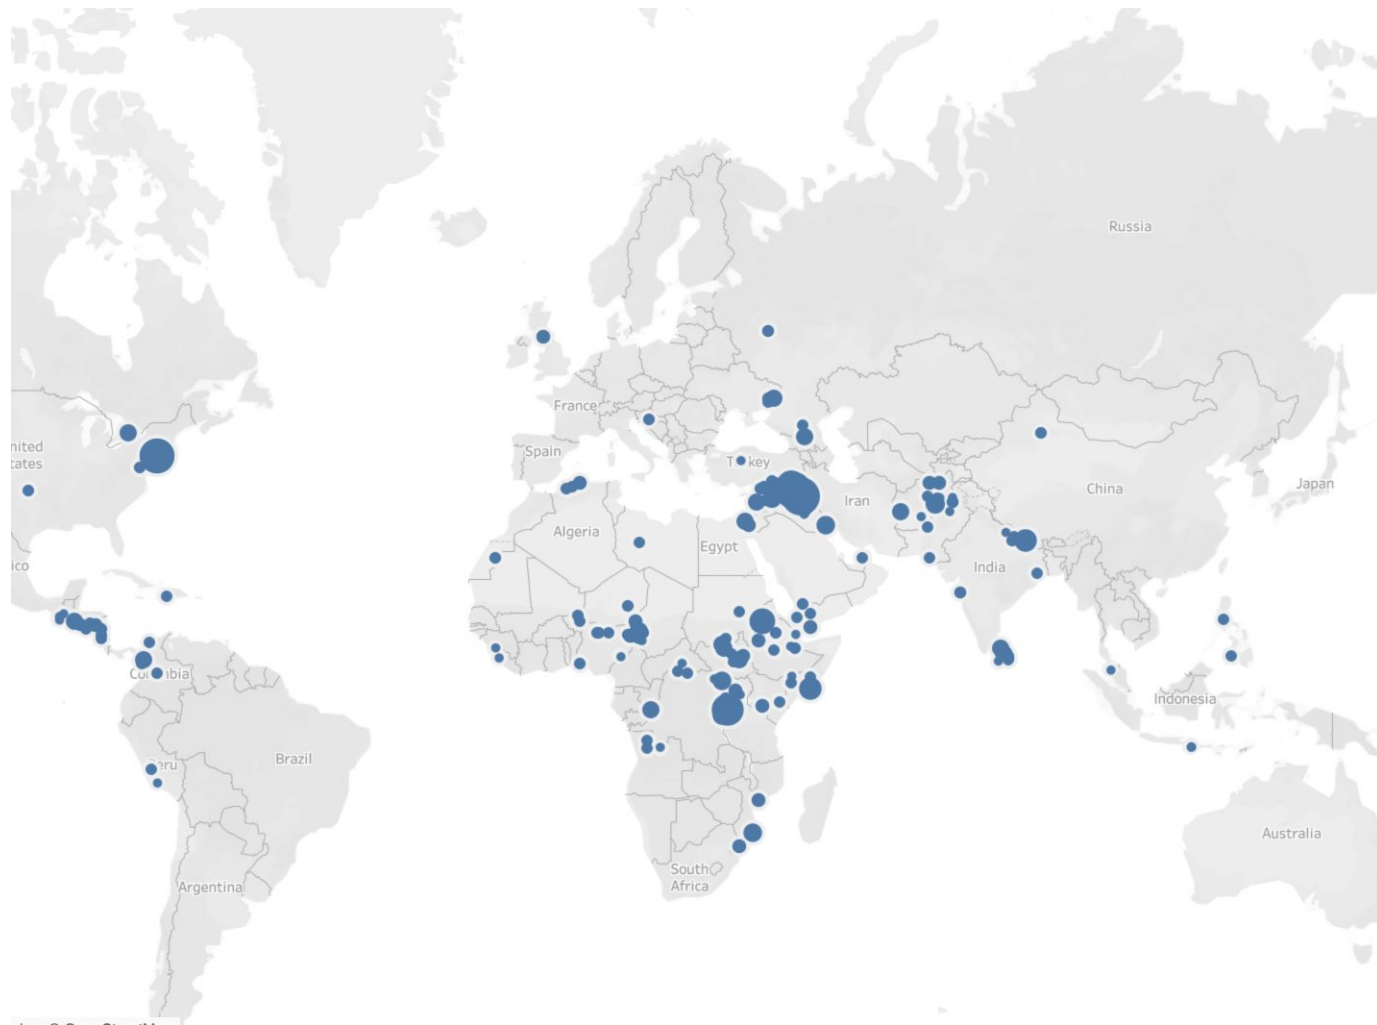 Russia
France
nited
tates
Spain
Iran
China
Japan
Algeria
Egypt
ico
India
Indonesia
Brazil
Australia
South
Africa
Argentina